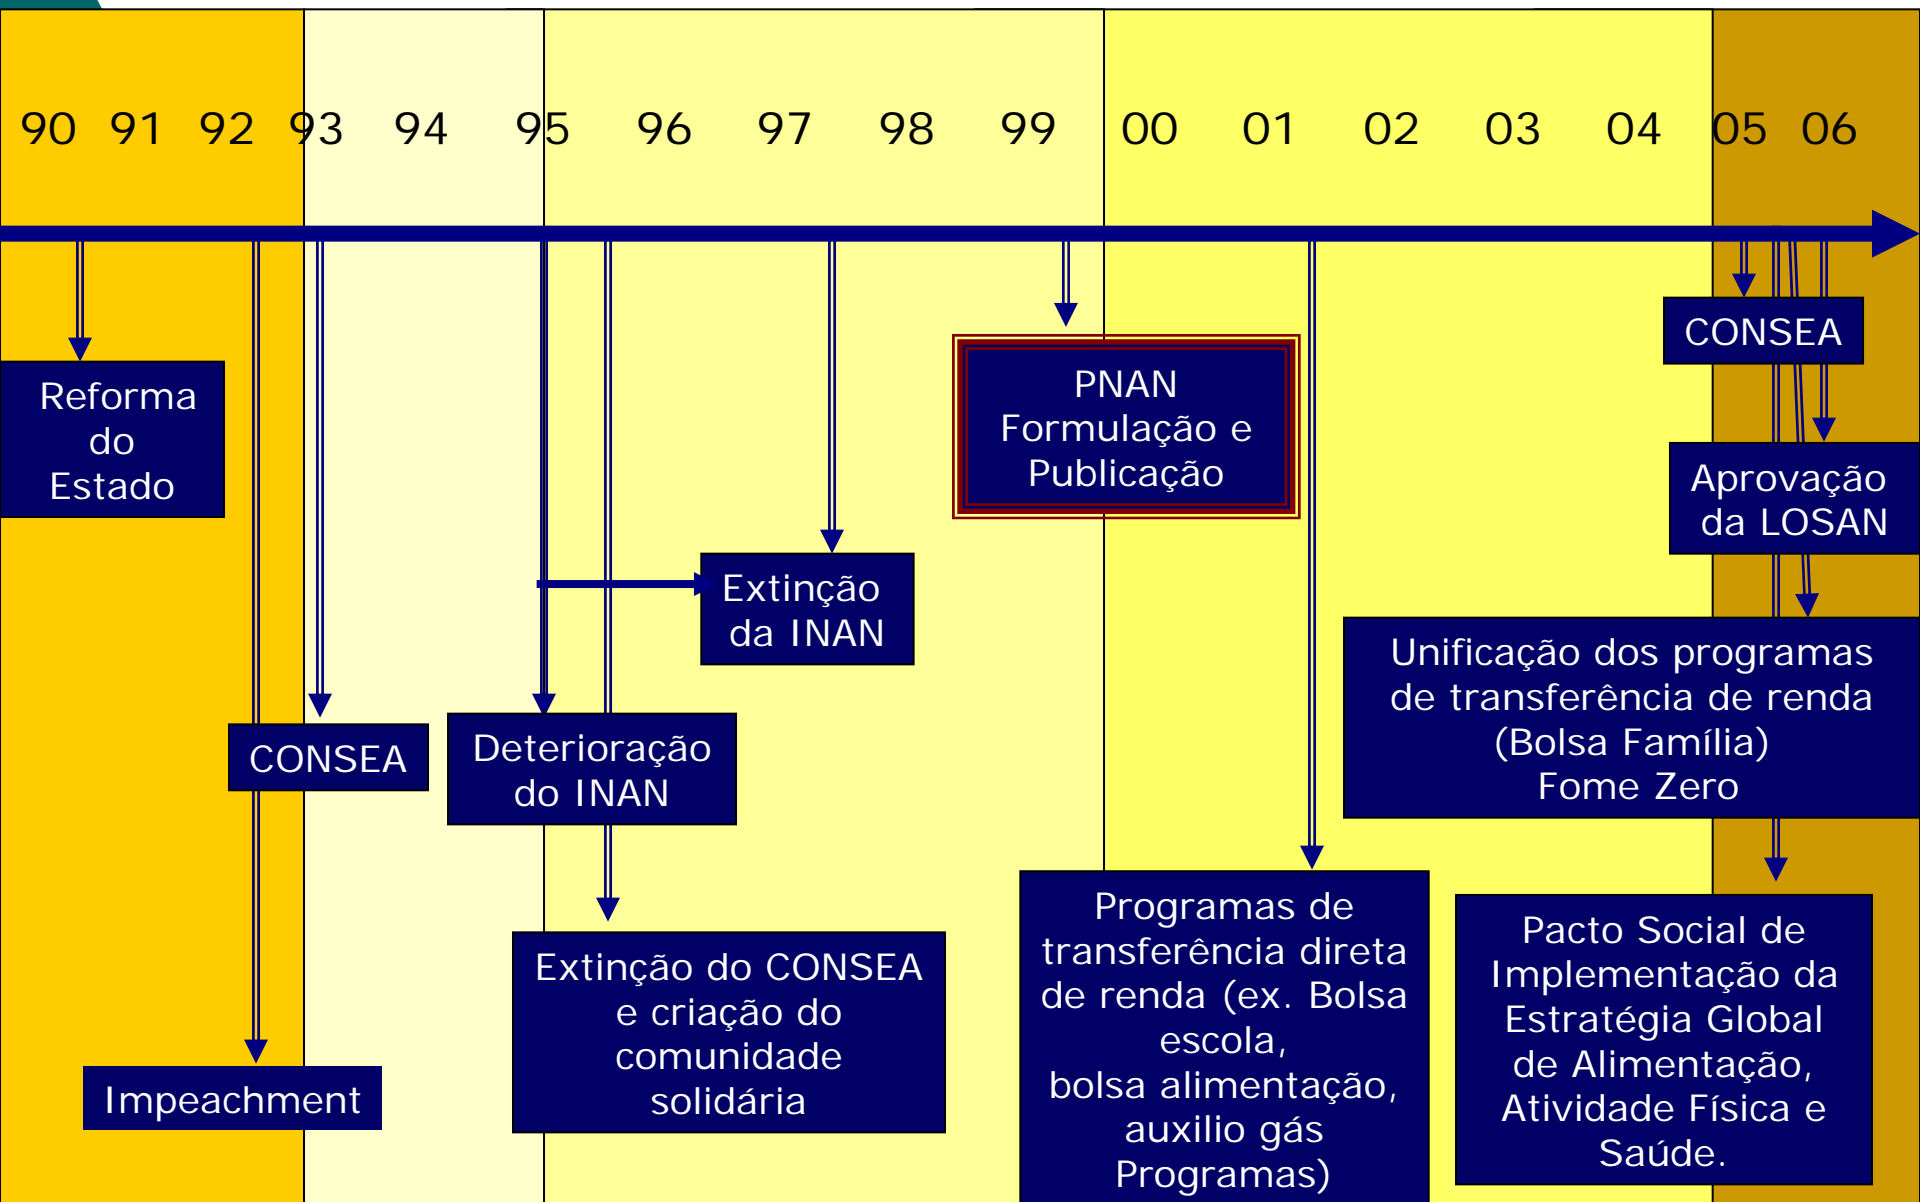 90 91 92 93 94 95 96 97 98 99 00 01 02 03 04 05 06
Reforma
do
Estado
Impeachment
CONSEA
Deterioração
do INAN
Extinção do CONSEA
e criação do
comunidade
solidária
Extinção
da INAN
PNAN
Formulação e
Publicação
Programas de
transferência direta
de renda (ex. Bolsa
escola,
bolsa alimentação,
auxilio gás
Programas)
CONSEA
Aprovação
da LOSAN
Unificação dos programas
de transferência de renda
(Bolsa Família)
Fome Zero
Pacto Social de
Implementação da
Estratégia Global
de Alimentação,
Atividade Física e
Saúde.